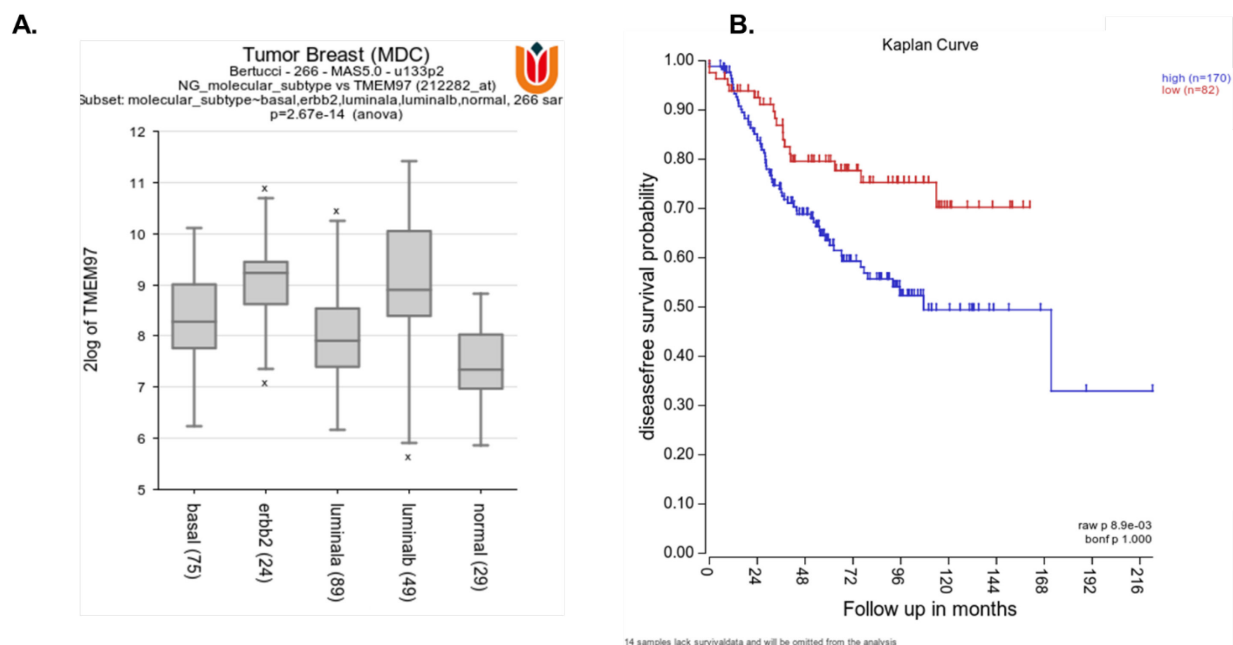 A.
Tumor Breast (MDC)
Bertucci - 266 - MAS5.0 - u133p2
NG_molecular_subtype vs TMEM97 (212282_at)
Subset: molecular_subtype~basal,erbb2,luminala,luminalb,normal, 266 sar
p=2.67e-14 (anova)
2log of TMEM97
12
11
10
9
8
7
6
5
x
x
x
x
x
basal (75)
erbb2 (24)
luminala (89)
luminalb (49)
normal (29)
B.
Kaplan Curve
high (n=170)
low (n=82)
diseasefree survival probability
1.00
0.90
0.80
0.70
0.60
0.50
0.40
0.30
0.20
0.10
0.00
raw p 8.9e-03
bonf p 1.000
0
24
48
72
96
120
144
168
192
216
Follow up in months
14 samples lack survivaldata and will be omitted from the analysis